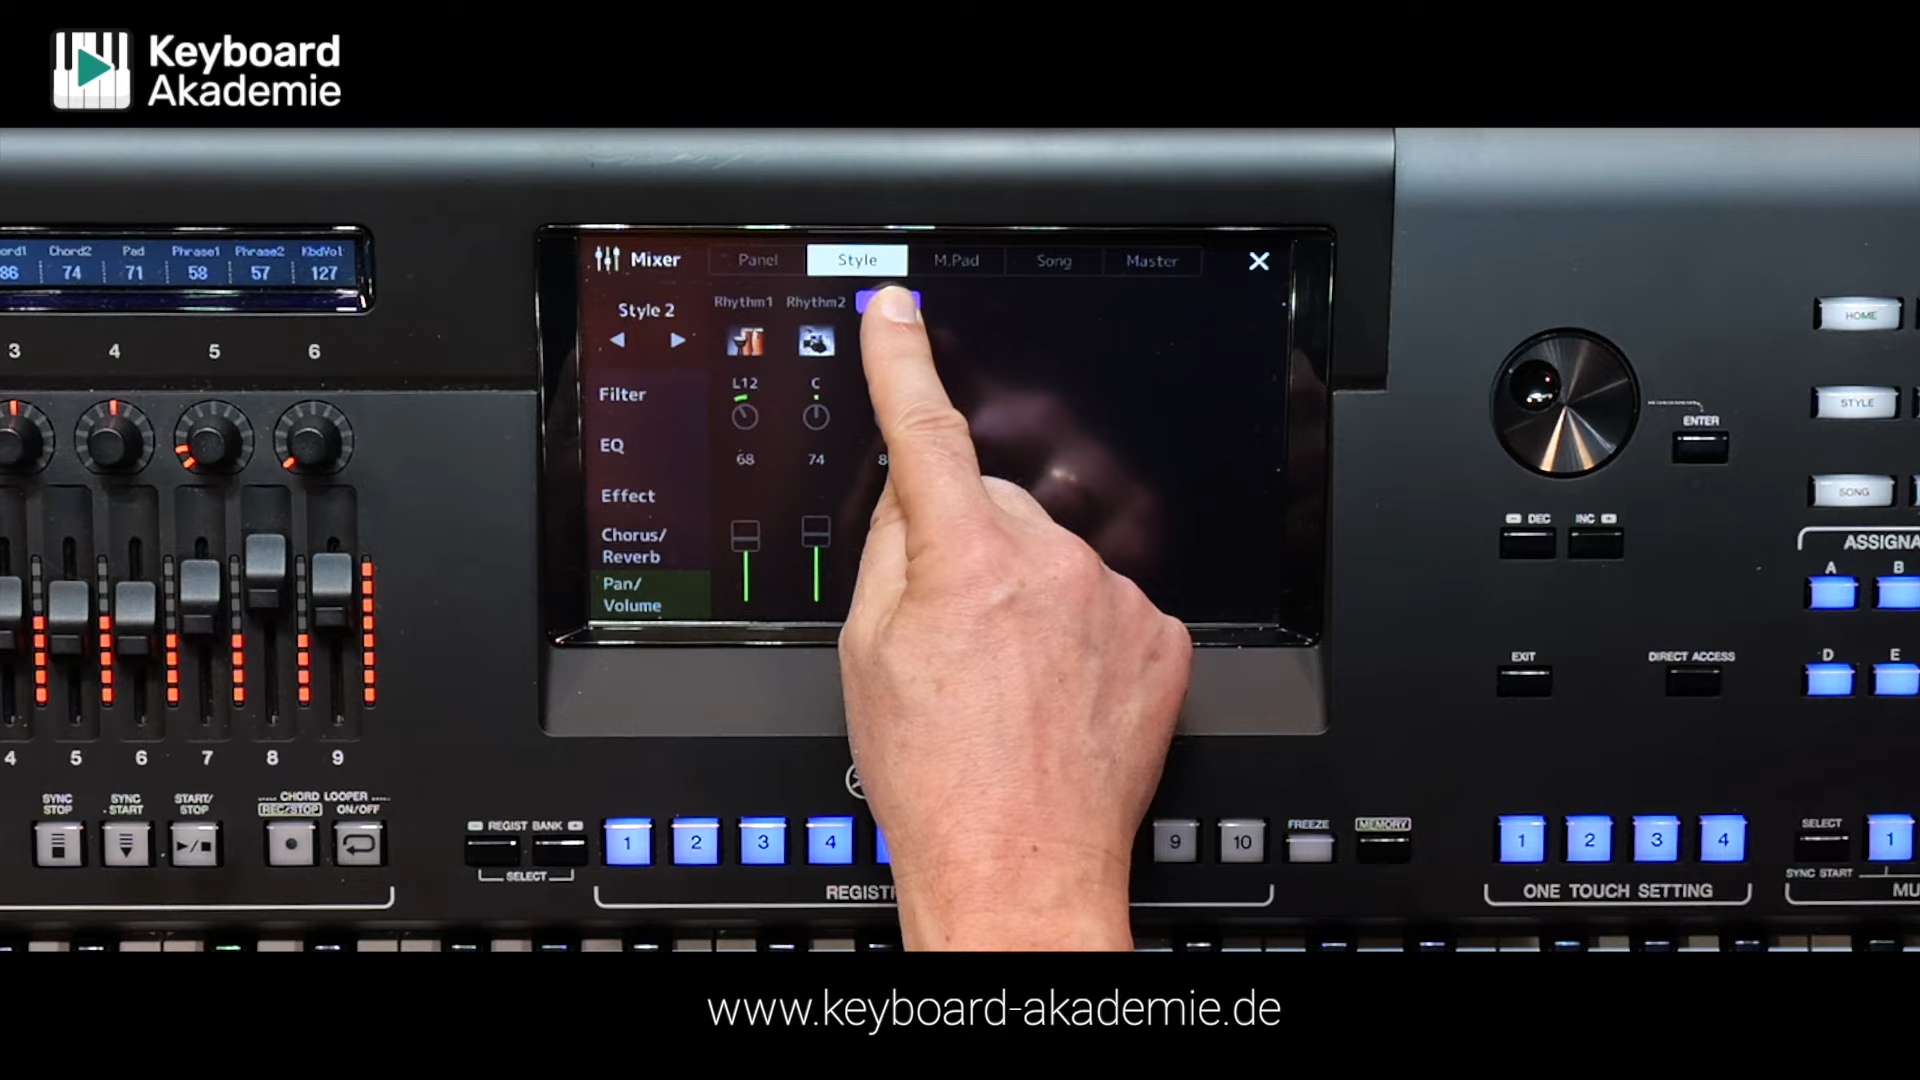 Keyboard
Akademie
Chord2 Pad Phrase1 Phrase2 KbdVol
86 74 71 58 57 127
3 4 5 6
Mixer Panel Style M.Pad Song Master
Style 2 Rhythm1 Rhythm2
Filter L12 C
EQ 68 74
Effect
Chorus/
Reverb
Pan/
Volume
HOME
STYLE
ENTER
SONG
DEC INC
A B
EXIT DIRECT ACCESS D E
4 5 6 7 8 9
SYNC
STOP
SYNC
START
START/
STOP
CHORD LOOPER
REC/STOP ON/OFF
REGIST BANK 1 2 3 4 9 10 FREEZE MEMORY
SELECT
1 2 3 4
ONE TOUCH SETTING
SELECT 1
SYNC START
www.keyboard-akademie.de